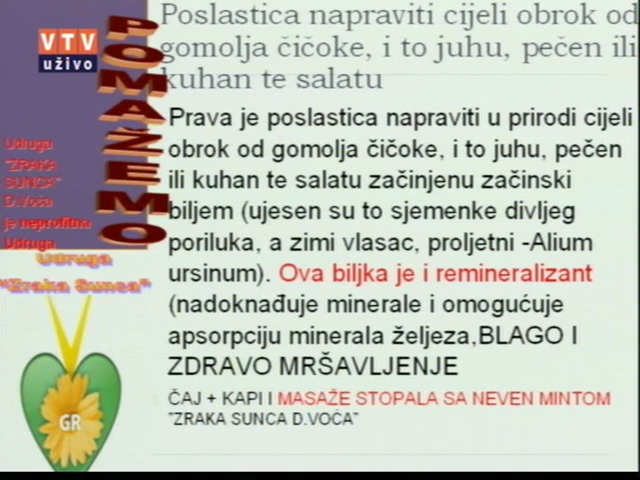 Poslastica napraviti cijeli obrok od
gomolja čičoke, i to juhu, pečen ili
kuhan te salatu
VTV
uživo
POMAŽEMO
Prava je poslastica napraviti u prirodi cijeli
obrok od gomolja čičoke, i to juhu, pečen
ili kuhan te salatu začinjenu začinski
biljem (ujesen su to sjemenke divljeg
poriluka, a zimi vlasac, proljetni -Alium
ursinum). Ova biljka je i remineralizant
(nadoknađuje minerale i omogućuje
apsorpciju minerala željeza,BLAGO I
ZDRAVO MRŠAVLJENJE
ČAJ + KAPI I MASAŽE STOPALA SA NEVEN MINTOM
"ZRAKA SUNCA D.VOĆA"
Udruga
"ZRAKA
SUNCA"
D.Voća
je neprofitna
Udruga
Udruga
"Zraka Sunca"
GR